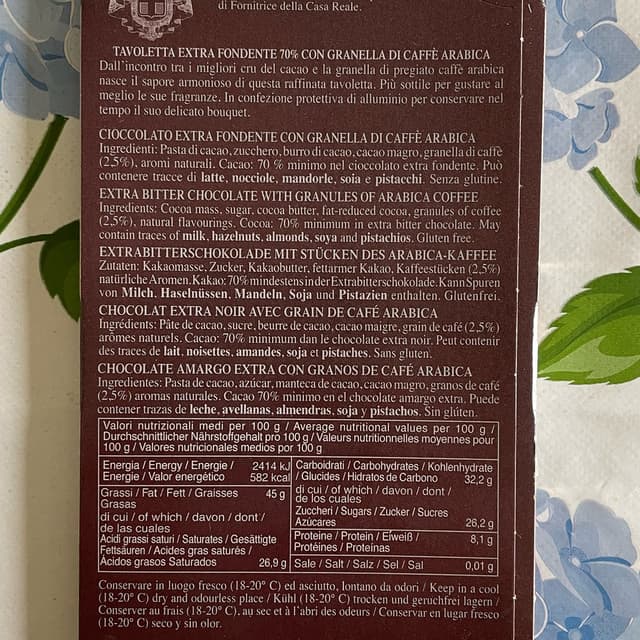 di Fornitrice della Casa Reale.
TAVOLETTA EXTRA FONDENTE 70% CON GRANELLA DI CAFFÈ ARABICA
Dall'incontro tra i migliori cru del cacao e la granella di pregiato caffè arabica
nasce il sapore armonioso di questa raffinata tavoletta. Più sottile per gustare al
meglio le sue fragranze. In confezione protettiva di alluminio per conservare nel
tempo il suo delicato bouquet.
CIOCCOLATO EXTRA FONDENTE CON GRANELLA DI CAFFÈ ARABICA
Ingredienti: Pasta di cacao, zucchero, burro di cacao, cacao magro, granella di caffè
(2,5%), aromi naturali. Cacao: 70 % minimo nel cioccolato extra fondente. Può
contenere tracce di latte, nocciole, mandorle, soia e pistacchi. Senza glutine.
EXTRA BITTER CHOCOLATE WITH GRANULES OF ARABICA COFFEE
Ingredients: Cocoa mass, sugar, cocoa butter, fat-reduced cocoa, granules of coffee
(2,5%), natural flavourings. Cocoa: 70% minimum in extra bitter chocolate. May
contain traces of milk, hazelnuts, almonds, soya and pistachios. Gluten free.
EXTRABITTERSCHOKOLADE MIT STÜCKEN DES ARABICA-KAFFEE
Zutaten: Kakaomasse, Zucker, Kakaobutter, fettarmer Kakao, Kaffeestücken (2,5%)
natürliche Aromen. Kakao: 70% mindestens in der Extrabitterschokolade. Kann Spuren
von Milch, Haselnüssen, Mandeln, Soja und Pistazien enthalten. Glutenfrei.
CHOCOLAT EXTRA NOIR AVEC GRAIN DE CAFÉ ARABICA
Ingrédients: Pâte de cacao, sucre, beurre de cacao, cacao maigre, grain de café (2,5%)
arômes naturels. Cacao: 70% minimum dan le chocolate extra noir. Peut contenir
des traces de lait, noisettes, amandes, soja et pistaches. Sans gluten.
CHOCOLATE AMARGO EXTRA CON GRANOS DE CAFÉ ARABICA
Ingredientes: Pasta de cacao, azúcar, manteca de cacao, cacao magro, granos de café
(2,5%) aromas naturales. Cacao 70% mínimo en el chocolate amargo extra. Puede
contener trazas de leche, avellanas, almendras, soja y pistachos. Sin glúten.
Valori nutrizionali medi per 100 g / Average nutritional values per 100 g /
Durchschnittlicher Nährstoffgehalt pro 100 g / Valeurs nutritionnelles moyennes pour
100 g / Valores nutricionales medios por 100 g
Energia / Energy / Energie / 2414 kJ
Energie / Valor energético 582 kcal
Grassi / Fat / Fett / Graisses 45 g
Grasas
di cui / of which / davon / dont /
de las cuales
Acidi grassi saturi / Saturates / Gesättigte
Fettsäuren / Acides gras saturés /
Ácidos grasos Saturados 26,9 g
Carboidrati / Carbohydrates / Kohlenhydrate
/ Glucides / Hidratos de Carbono 32,2 g
di cui / of which / davon / dont /
de los cuales
Zuccheri / Sugars / Zucker / Sucres
Azúcares 26,2 g
Proteine / Protein / Eiweiß / 8,1 g
Protéines / Proteinas
Sale / Salt / Salz / Sel / Sal 0,01 g
Conservare in luogo fresco (18-20° C) ed asciutto, lontano da odori / Keep in a cool
(18-20° C) dry and odourless place / Kühl (18-20° C) trocken und geruchfrei lagern /
Conserver au frais (18-20° C), au sec et à l'abri des odeurs / Conservar en lugar fresco
(18-20° C) seco y sin olor.